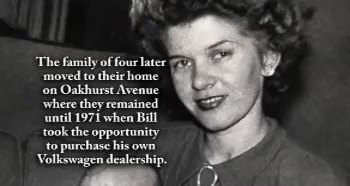 The family of four later
moved to their home
on Oakhurst Avenue
where they remained
until 1971 when Bill
took the opportunity
to purchase his own
Volkswagen dealership.